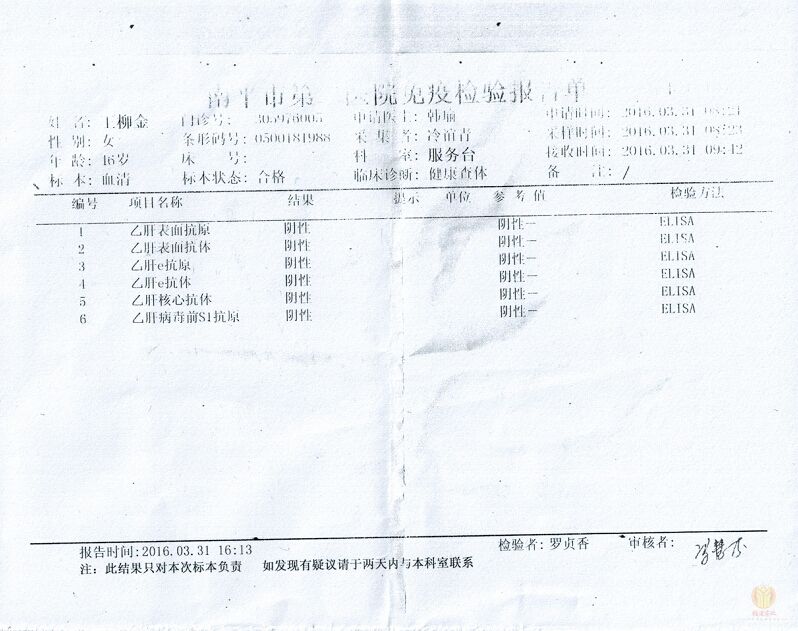 南平市第一医院免疫检验报告单
姓 名: 王柳金 门诊号: 305976005 申请医生: 韩瑜 申请时间: 2016.03.31 08:21
性 别: 女 条形码号: 0500181988 采集者: 冷谊青 采样时间: 2016.03.31 08:23
年 龄: 16岁 床 号: 科 室: 服务台 接收时间: 2016.03.31 09:42
标 本: 血清 标本状态: 合格 临床诊断: 健康查体 备 注: /
编号 项目名称 结果 提示 单位 参考值 检验方法
1 乙肝表面抗原 阴性 阴性- ELISA
2 乙肝表面抗体 阴性 阴性- ELISA
3 乙肝e抗原 阴性 阴性- ELISA
4 乙肝e抗体 阴性 阴性- ELISA
5 乙肝核心抗体 阴性 阴性- ELISA
6 乙肝病毒前S1抗原 阴性 阴性- ELISA
报告时间:2016.03.31 16:13 检验者: 罗贞香 审核者:
注: 此结果只对本次标本负责 如发现有疑议请于两天内与本科室联系